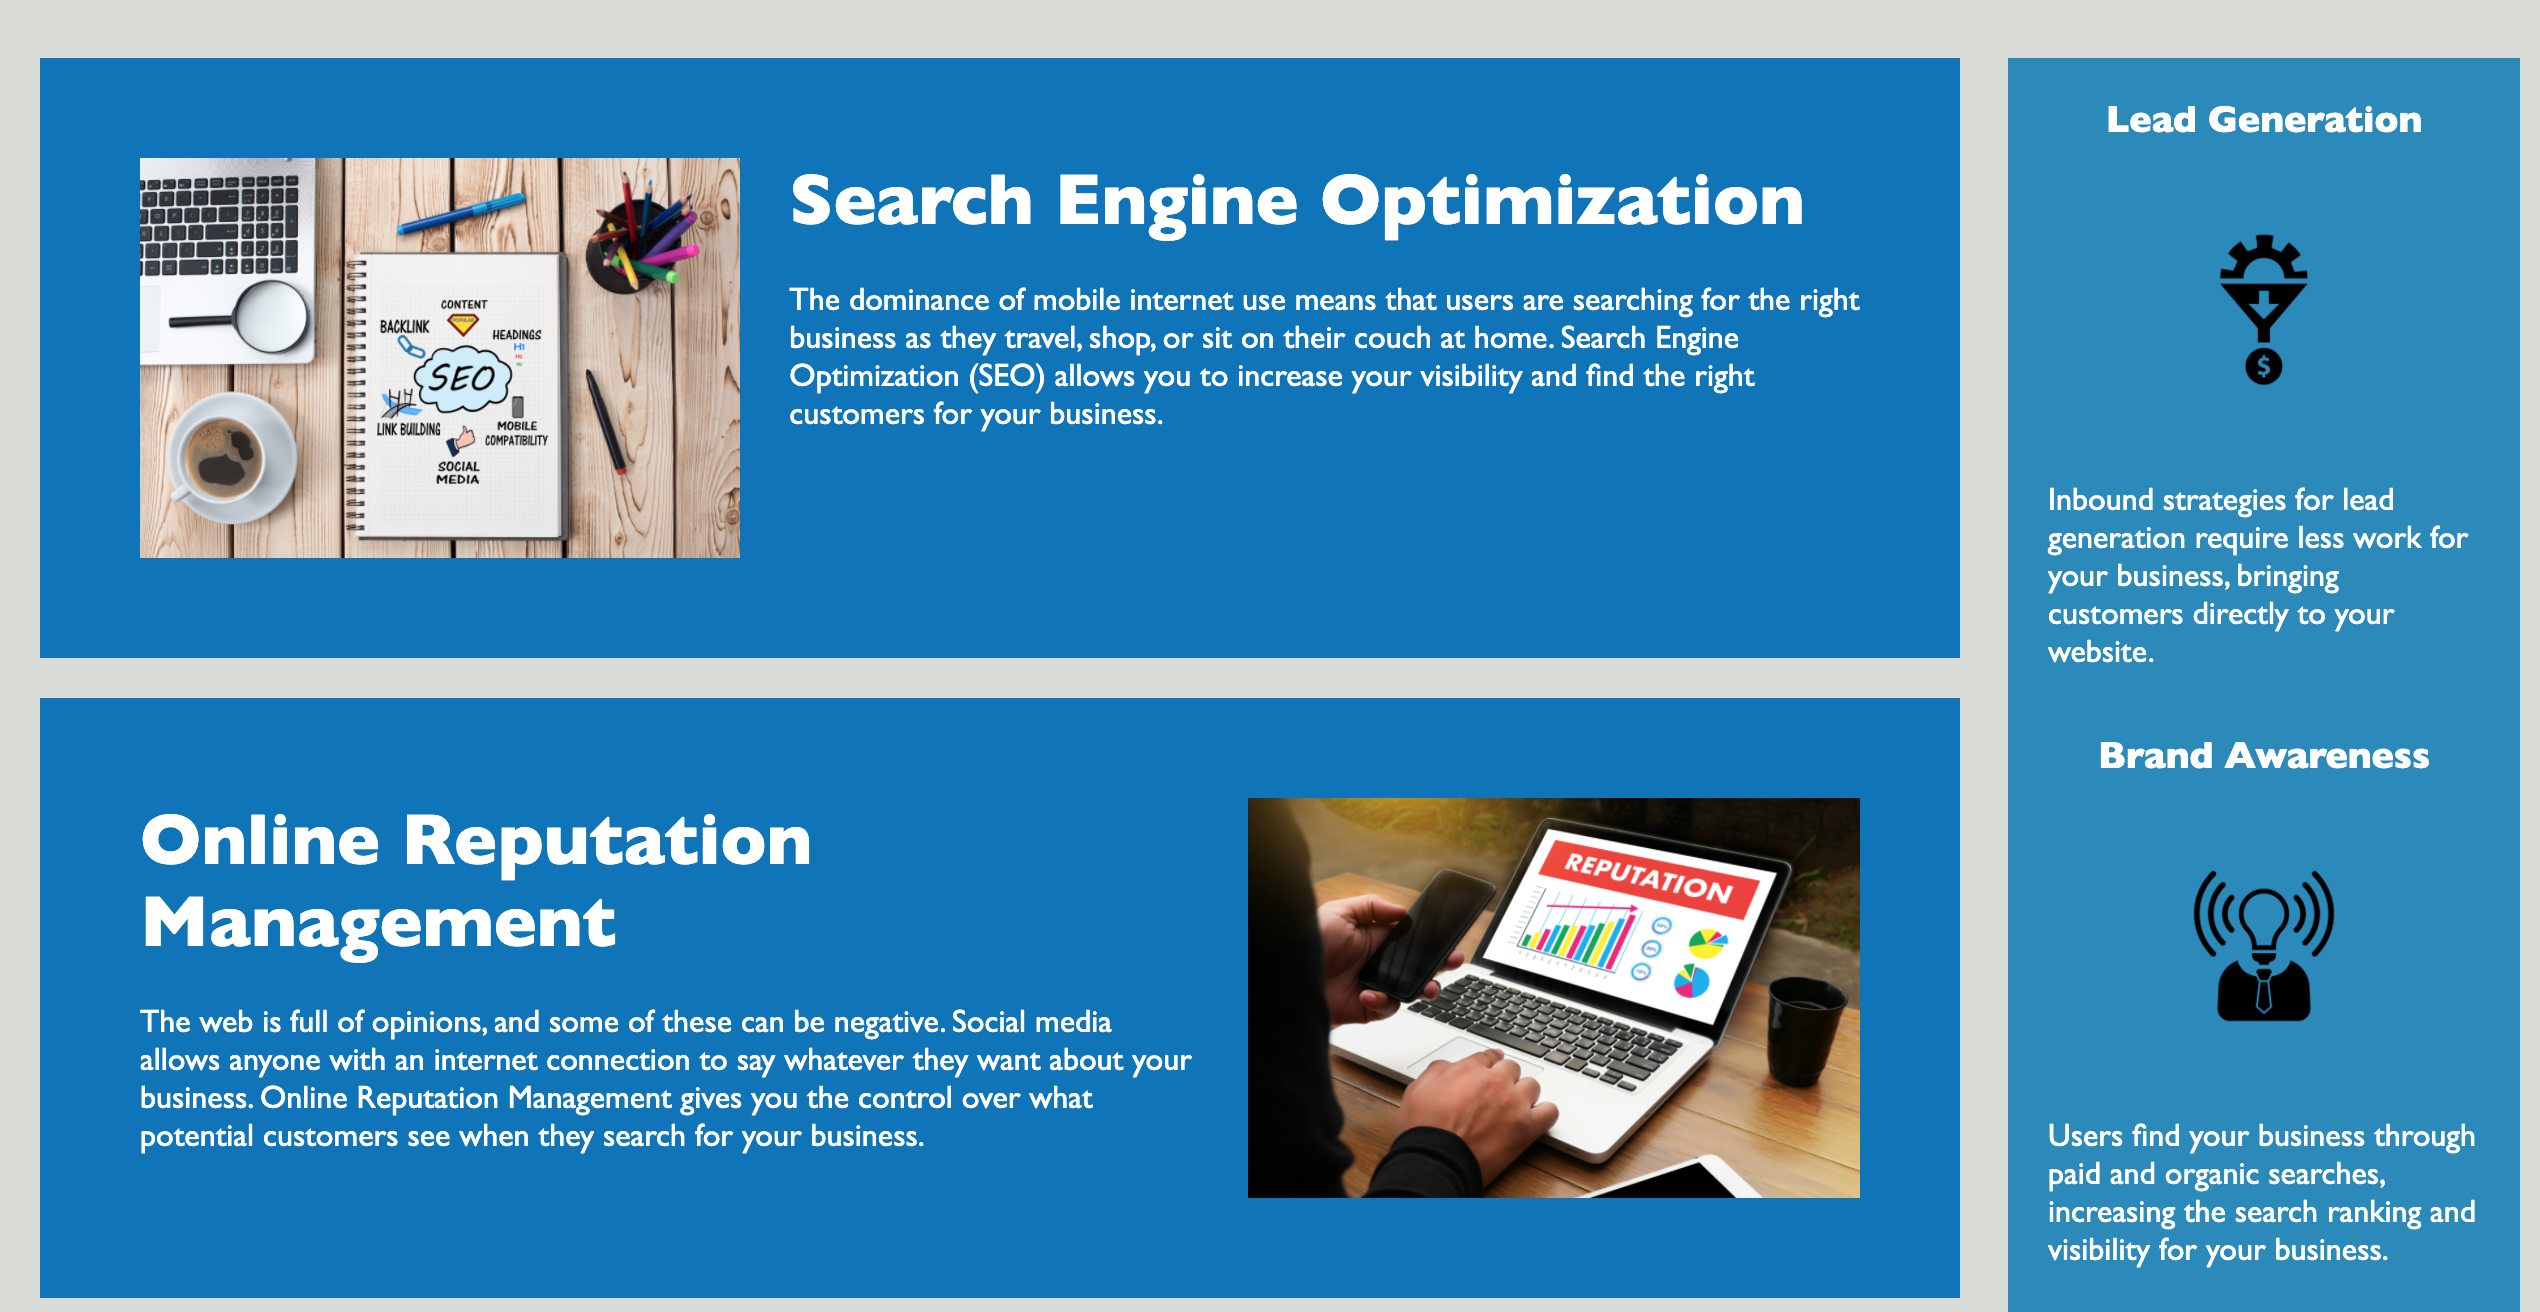 Search Engine Optimization
The dominance of mobile internet use means that users are searching for the right
business as they travel, shop, or sit on their couch at home. Search Engine
Optimization (SEO) allows you to increase your visibility and find the right
customers for your business.
CONTENT
BACKLINK
HEADINGS
H1
SEO
LINK BUILDING
MOBILE
COMPATIBILITY
SOCIAL
MEDIA
Online Reputation
Management
The web is full of opinions, and some of these can be negative. Social media
allows anyone with an internet connection to say whatever they want about your
business. Online Reputation Management gives you the control over what
potential customers see when they search for your business.
REPUTATION
Lead Generation
$
Inbound strategies for lead
generation require less work for
your business, bringing
customers directly to your
website.
Brand Awareness
Users find your business through
paid and organic searches,
increasing the search ranking and
visibility for your business.